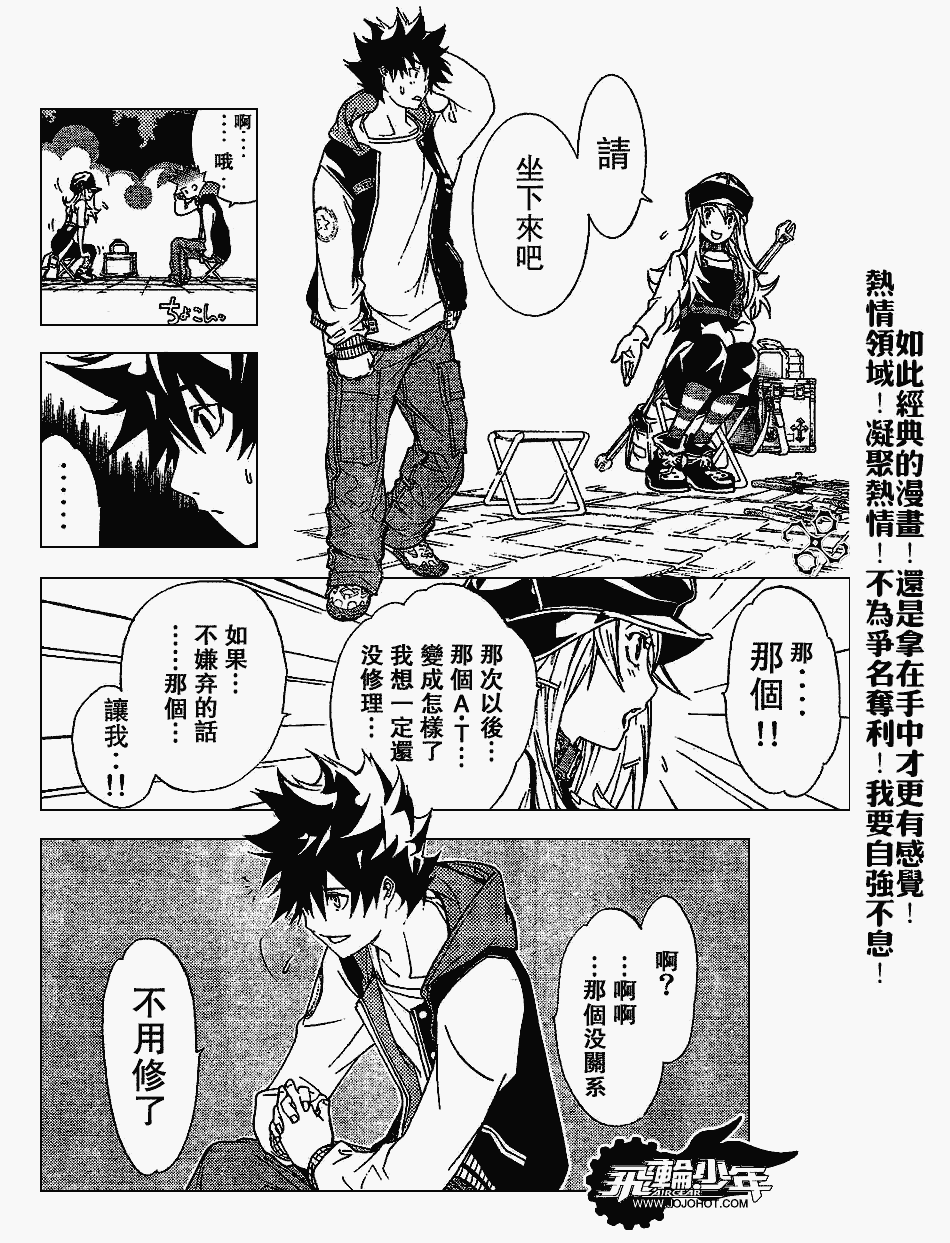 請
坐下來吧
啊‥‥
‥‥哦‥
ちょこんっ
‥‥‥
那‥‥
那個!!
那次以後‥
那個A·T‥
變成怎樣了
我想一定還
没修理‥
如果‥
不嫌弃的話
‥‥那個‥
讓我‥!!
啊?
‥啊啊
‥那個没關系
不用修了
如此經典的漫畫！還是拿在手中才更有感覺！
熱情領域！凝聚熱情！不為爭名奪利！我要自強不息！
飛輪少年
AIR GEAR
WWW.JOJOHOT.COM